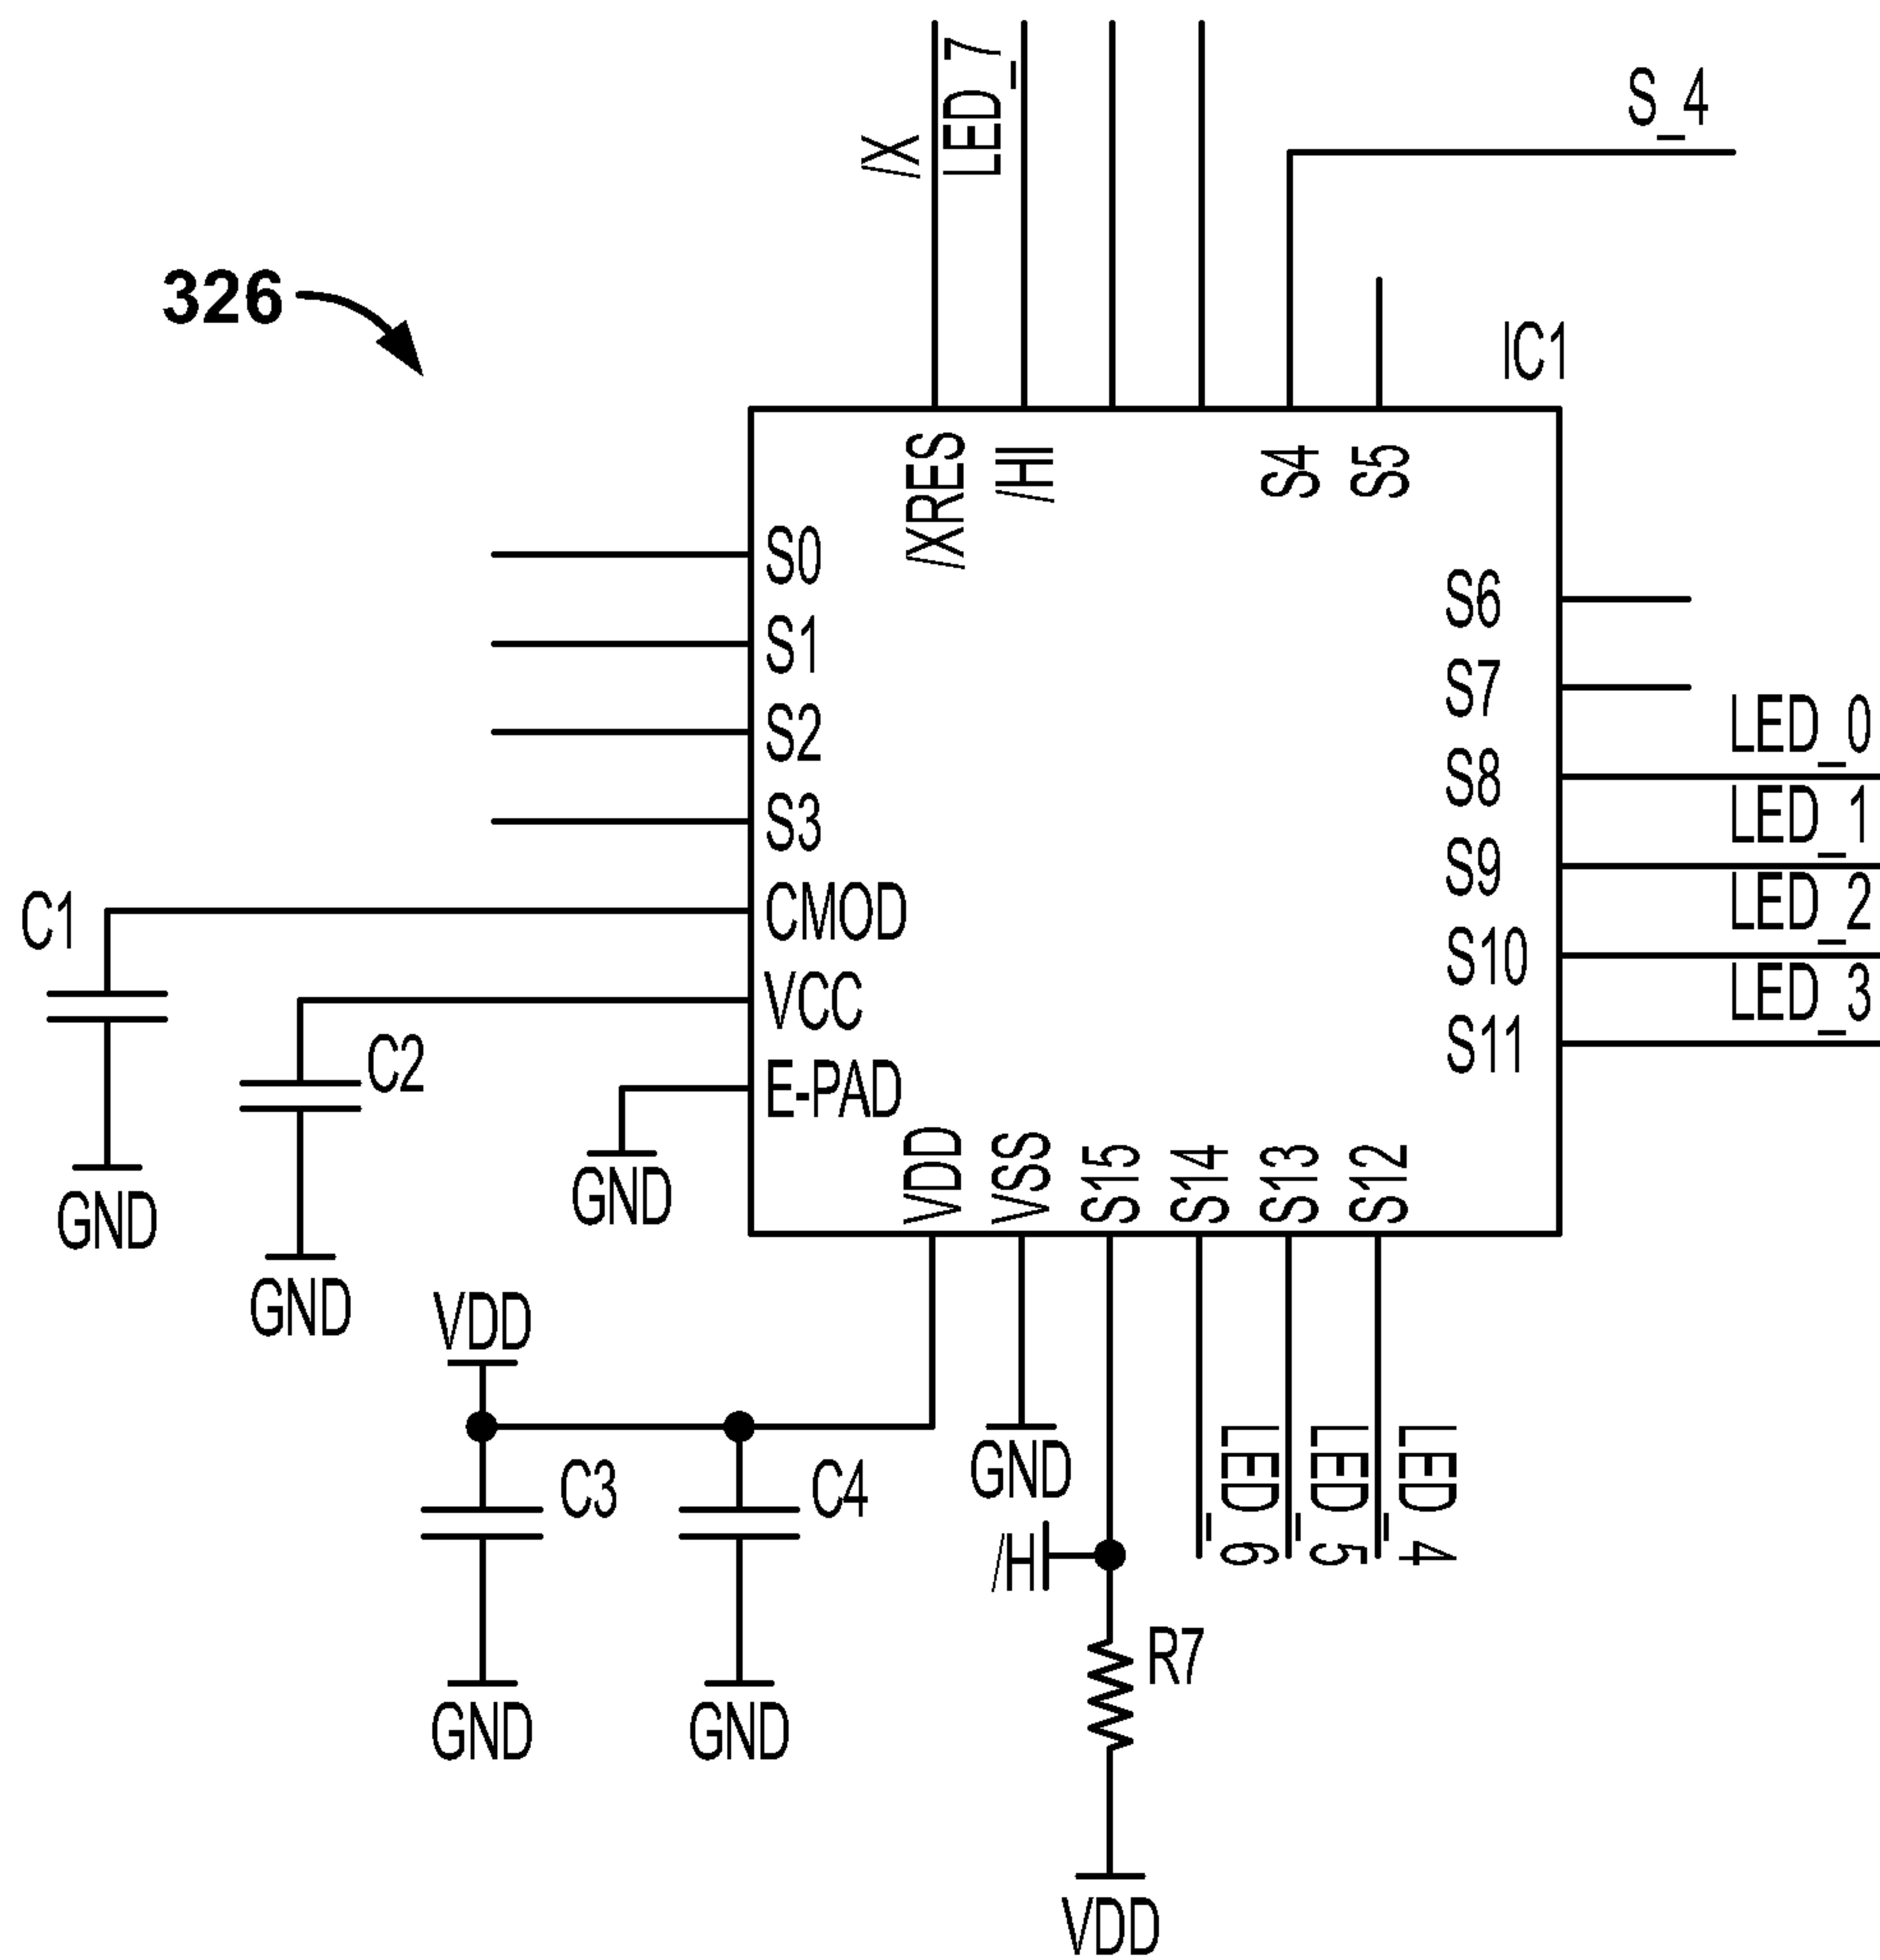 /X
LED_7
S_4
326
IC1
/XRES
/HI
S4
S5
S0
S1
S2
S3
CMOD
VCC
E-PAD
S6
S7
S8
S9
S10
S11
LED_0
LED_1
LED_2
LED_3
C1
C2
GND
GND
GND
VDD
VSS
S15
S14
S13
S12
VDD
C3
C4
GND
LED_6
LED_5
LED_4
/H
R7
GND
GND
VDD